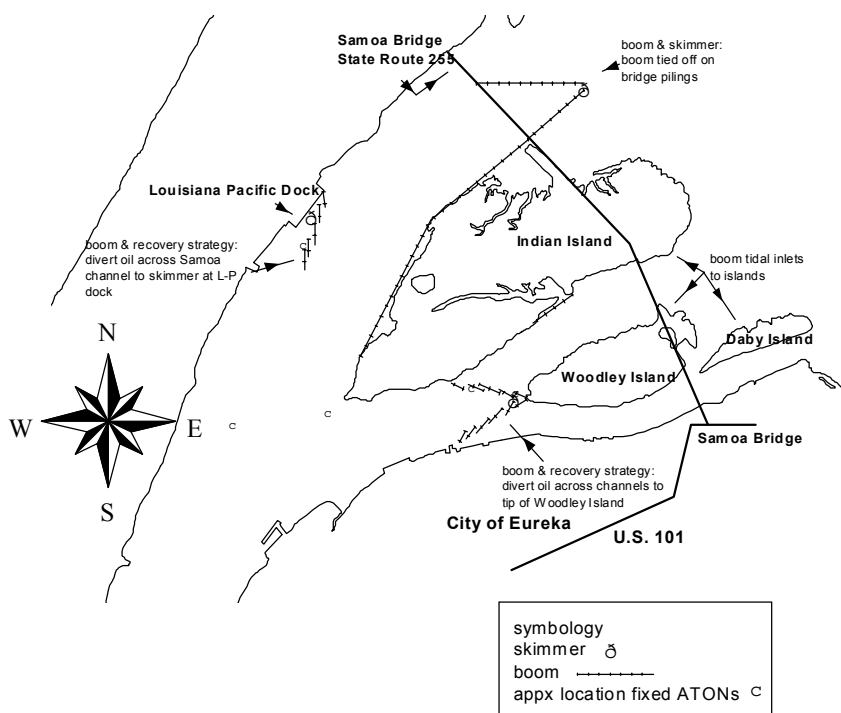 Samoa Bridge
State Route 255
boom & skimmer:
boom tied off on
bridge pilings
Louisiana Pacific Dock
boom & recovery strategy:
divert oil across Samoa
channel to skimmer at L-P
dock
Indian Island
boom tidal inlets
to islands
Daby Island
Woodley Island
N
W
E
S
Samoa Bridge
boom & recovery strategy:
divert oil across channels to
tip of Woodley Island
City of Eureka
U.S. 101
symbology
skimmer
boom
appx location fixed ATONs